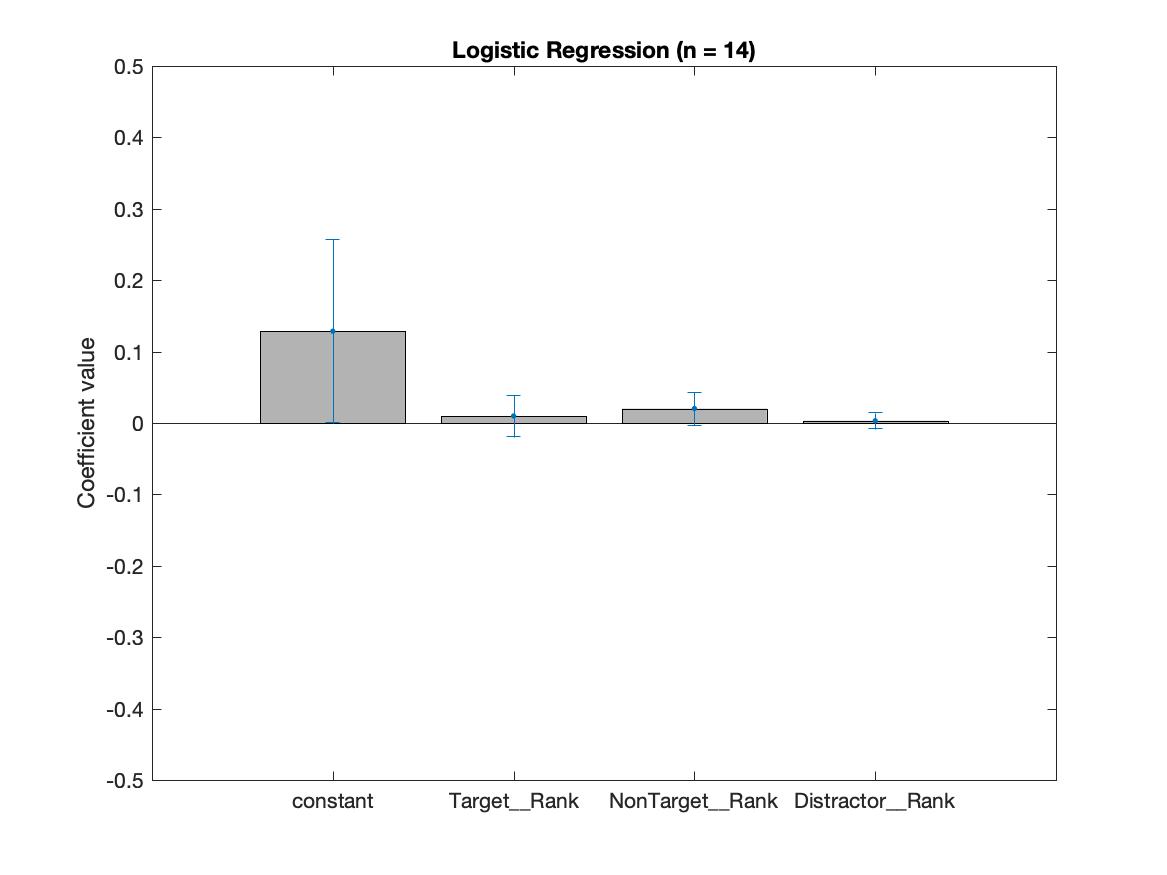 Logistic Regression (n = 14)
0.5
0.4
0.3
0.2
0.1
0
-0.1
-0.2
-0.3
-0.4
-0.5
Coefficient value
constant
Target__Rank
NonTarget__Rank
Distractor__Rank